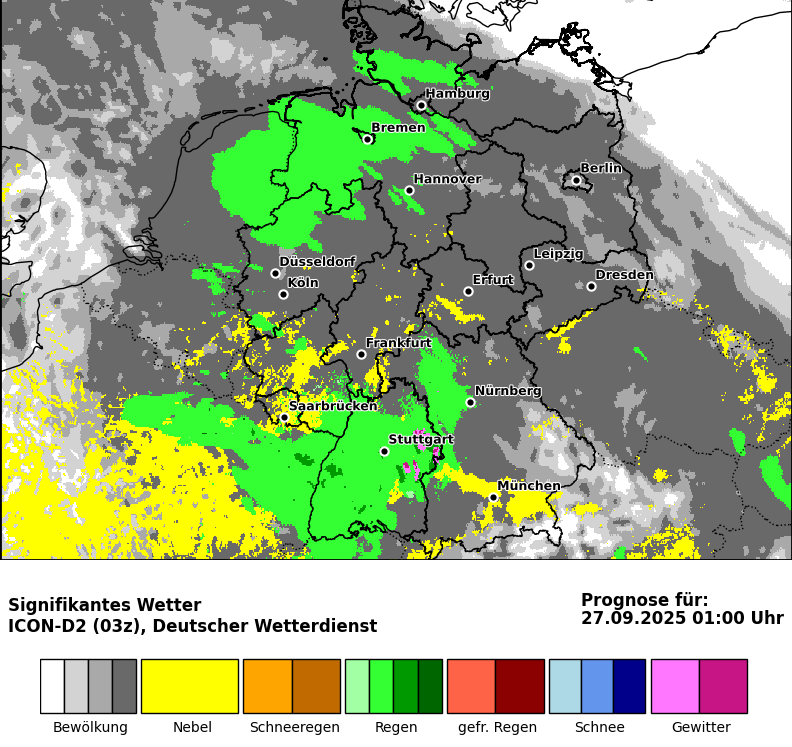 Hamburg
Bremen
Berlin
Hannover
Leipzig
Düsseldorf
Dresden
Erfurt
Köln
Frankfurt
Nürnberg
Saarbrücken
Stuttgart
München
Signifikantes Wetter
ICON-D2 (03z), Deutscher Wetterdienst
Prognose für:
27.09.2025 01:00 Uhr
Bewölkung Nebel Schneeregen Regen gefr. Regen Schnee Gewitter